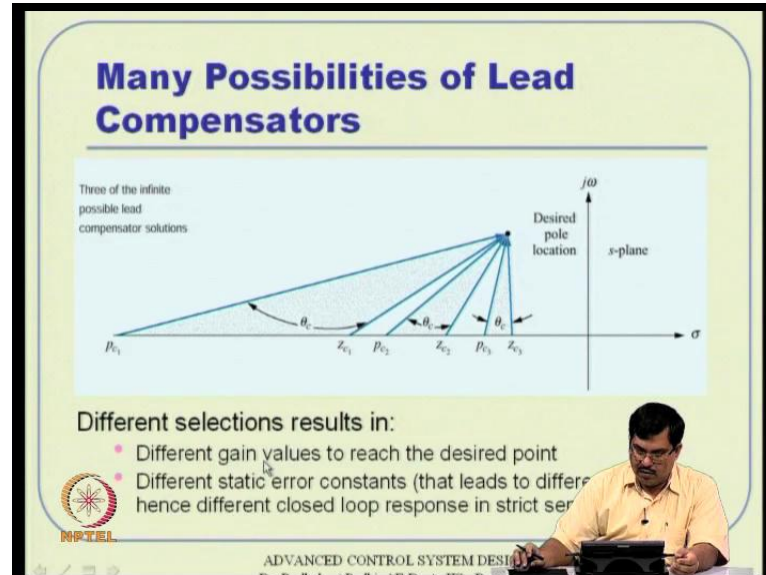 Many Possibilities of Lead
Compensators
Three of the infinite
possible lead
compensator solutions
jω
Desired
pole
location
s-plane
θc
θc
θc
σ
pc1
zc1
pc2
zc2
pc3
zc3
Different selections results in:
Different gain values to reach the desired point
Different static error constants (that leads to differe
hence different closed loop response in strict sen
NPTEL
ADVANCED CONTROL SYSTEM DESI